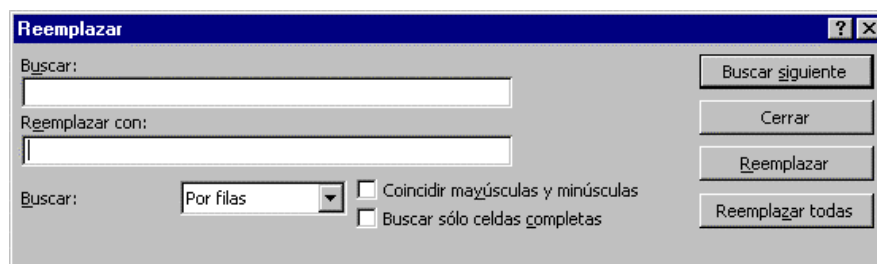 Reemplazar
Buscar:
Buscar siguiente
Reemplazar con:
Cerrar
Reemplazar
Buscar:
Por filas
Coincidir mayúsculas y minúsculas
Buscar sólo celdas completas
Reemplazar todas